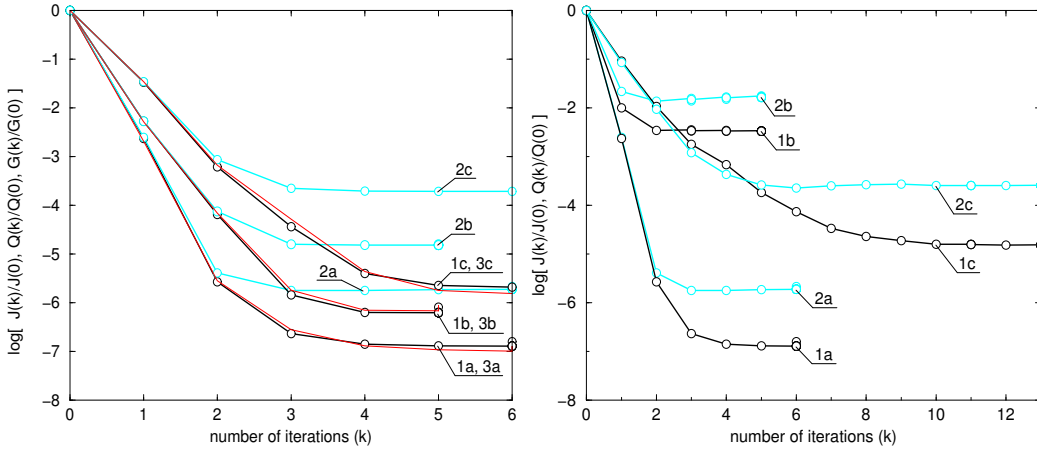 log[ J(k)/J(0), Q(k)/Q(0), G(k)/G(0) ]
0
−1
−2
−3
−4
−5
−6
−7
−8
2c
2b
2a
1c, 3c
1b, 3b
1a, 3a
0 1 2 3 4 5 6
number of iterations (k)
log[ J(k)/J(0), Q(k)/Q(0) ]
0
−2
−4
−6
−8
2b
1b
2c
1c
2a
1a
0 2 4 6 8 10 12
number of iterations (k)